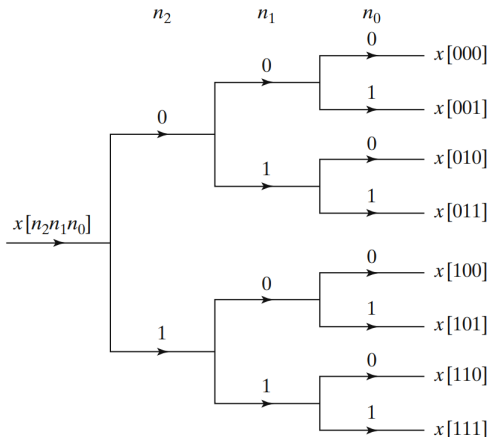 n₂ n₁ n₀
0 x[000]
0
1 x[001]
0
0 x[010]
1
1 x[011]
x[n₂n₁n₀]
0 x[100]
0
1 x[101]
1
0 x[110]
1
1 x[111]